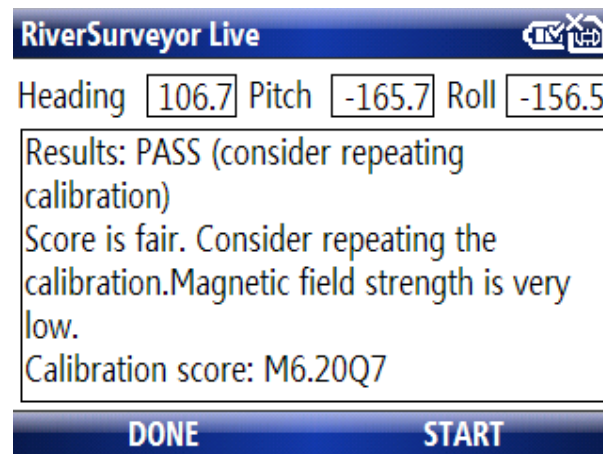 RiverSurveyor Live
Heading 106.7 Pitch -165.7 Roll -156.5
Results: PASS (consider repeating
calibration)
Score is fair. Consider repeating the
calibration.Magnetic field strength is very
low.
Calibration score: M6.20Q7
DONE START